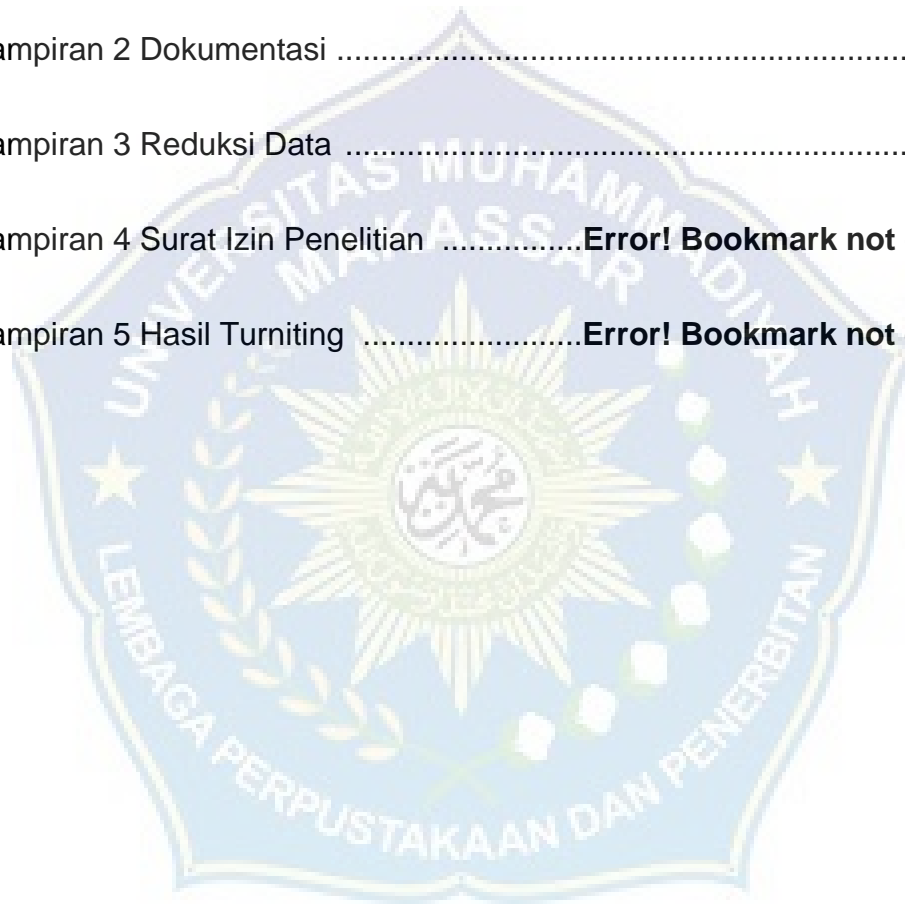 ampiran 2 Dokumentasi ..................................................................
ampiran 3 Reduksi Data ................................................................
ampiran 4 Surat Izin Penelitian ................Error! Bookmark not
ampiran 5 Hasil Turniting .........................Error! Bookmark not
UNIVERSITAS MUHAMMADIYAH
MAKASSAR
محمد
LEMBAGA PERPUSTAKAAN DAN PENERBITAN